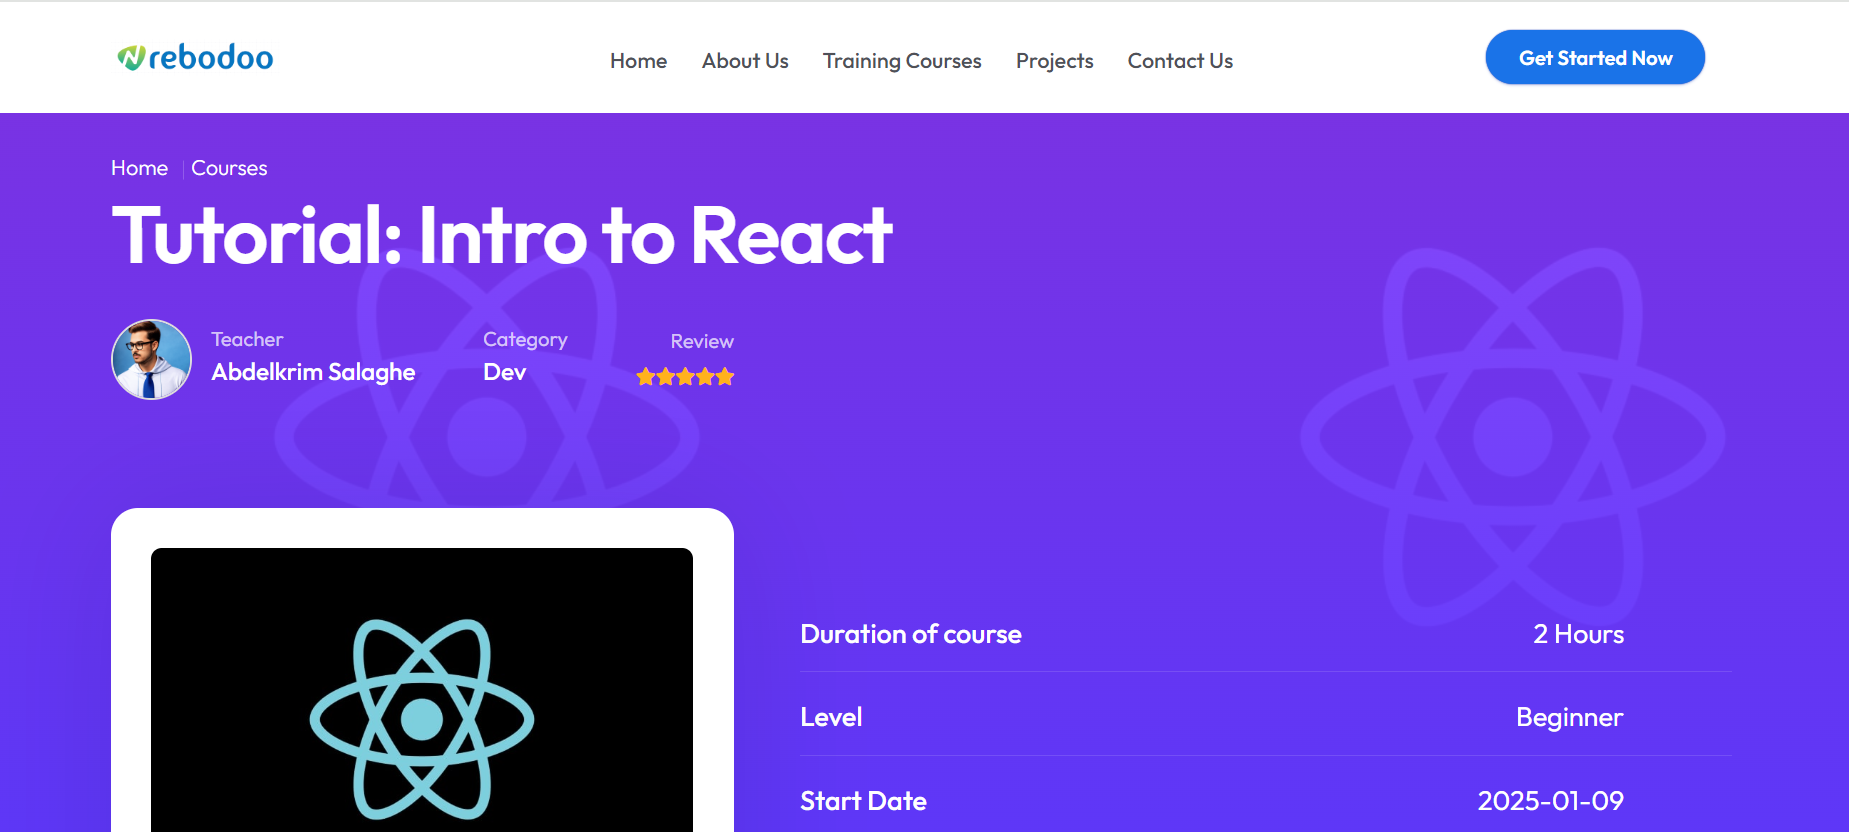 rebodoo
Home About Us Training Courses Projects Contact Us
Get Started Now
Home Courses
Tutorial: Intro to React
Teacher
Abdelkrim Salaghe
Category
Dev
Review
Duration of course 2 Hours
Level Beginner
Start Date 2025-01-09